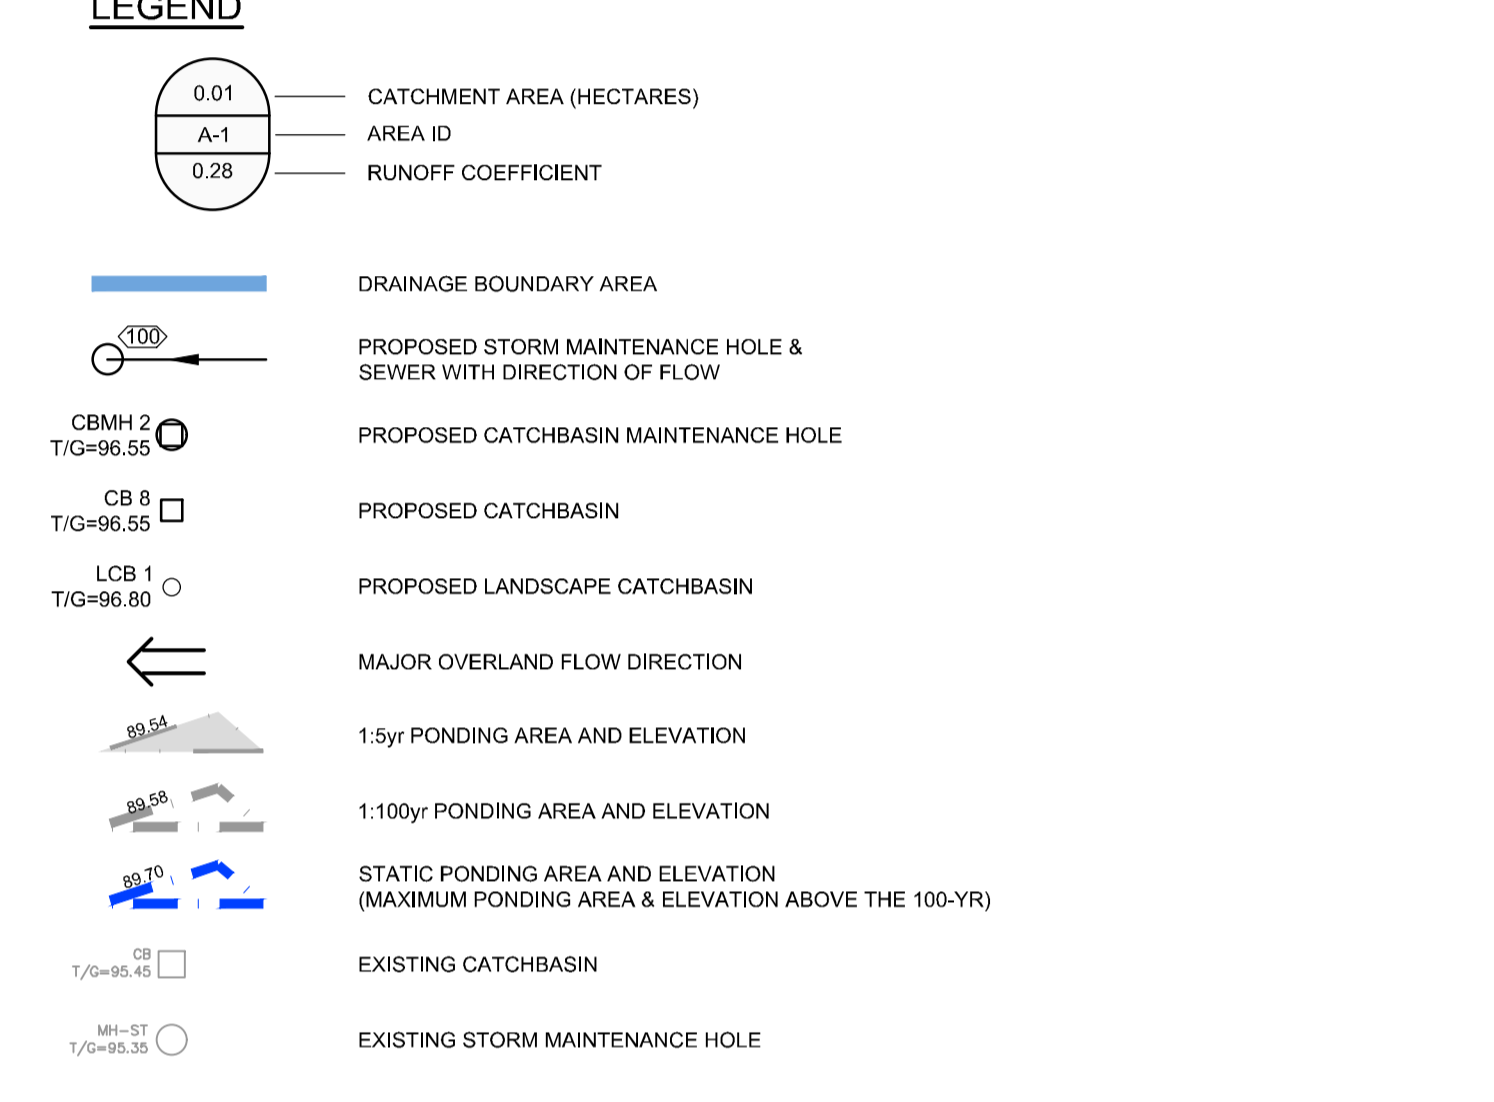 LEGEND
0.01
CATCHMENT AREA (HECTARES)
A-1
AREA ID
0.28
RUNOFF COEFFICIENT
DRAINAGE BOUNDARY AREA
100
PROPOSED STORM MAINTENANCE HOLE &
SEWER WITH DIRECTION OF FLOW
CBMH 2
T/G=96.55
PROPOSED CATCHBASIN MAINTENANCE HOLE
CB 8
T/G=96.55
PROPOSED CATCHBASIN
LCB 1
T/G=96.80
PROPOSED LANDSCAPE CATCHBASIN
MAJOR OVERLAND FLOW DIRECTION
89.54
1:5yr PONDING AREA AND ELEVATION
89.58
1:100yr PONDING AREA AND ELEVATION
89.70
STATIC PONDING AREA AND ELEVATION
(MAXIMUM PONDING AREA & ELEVATION ABOVE THE 100-YR)
CB
T/G=95.45
EXISTING CATCHBASIN
MH-ST
T/G=95.35
EXISTING STORM MAINTENANCE HOLE